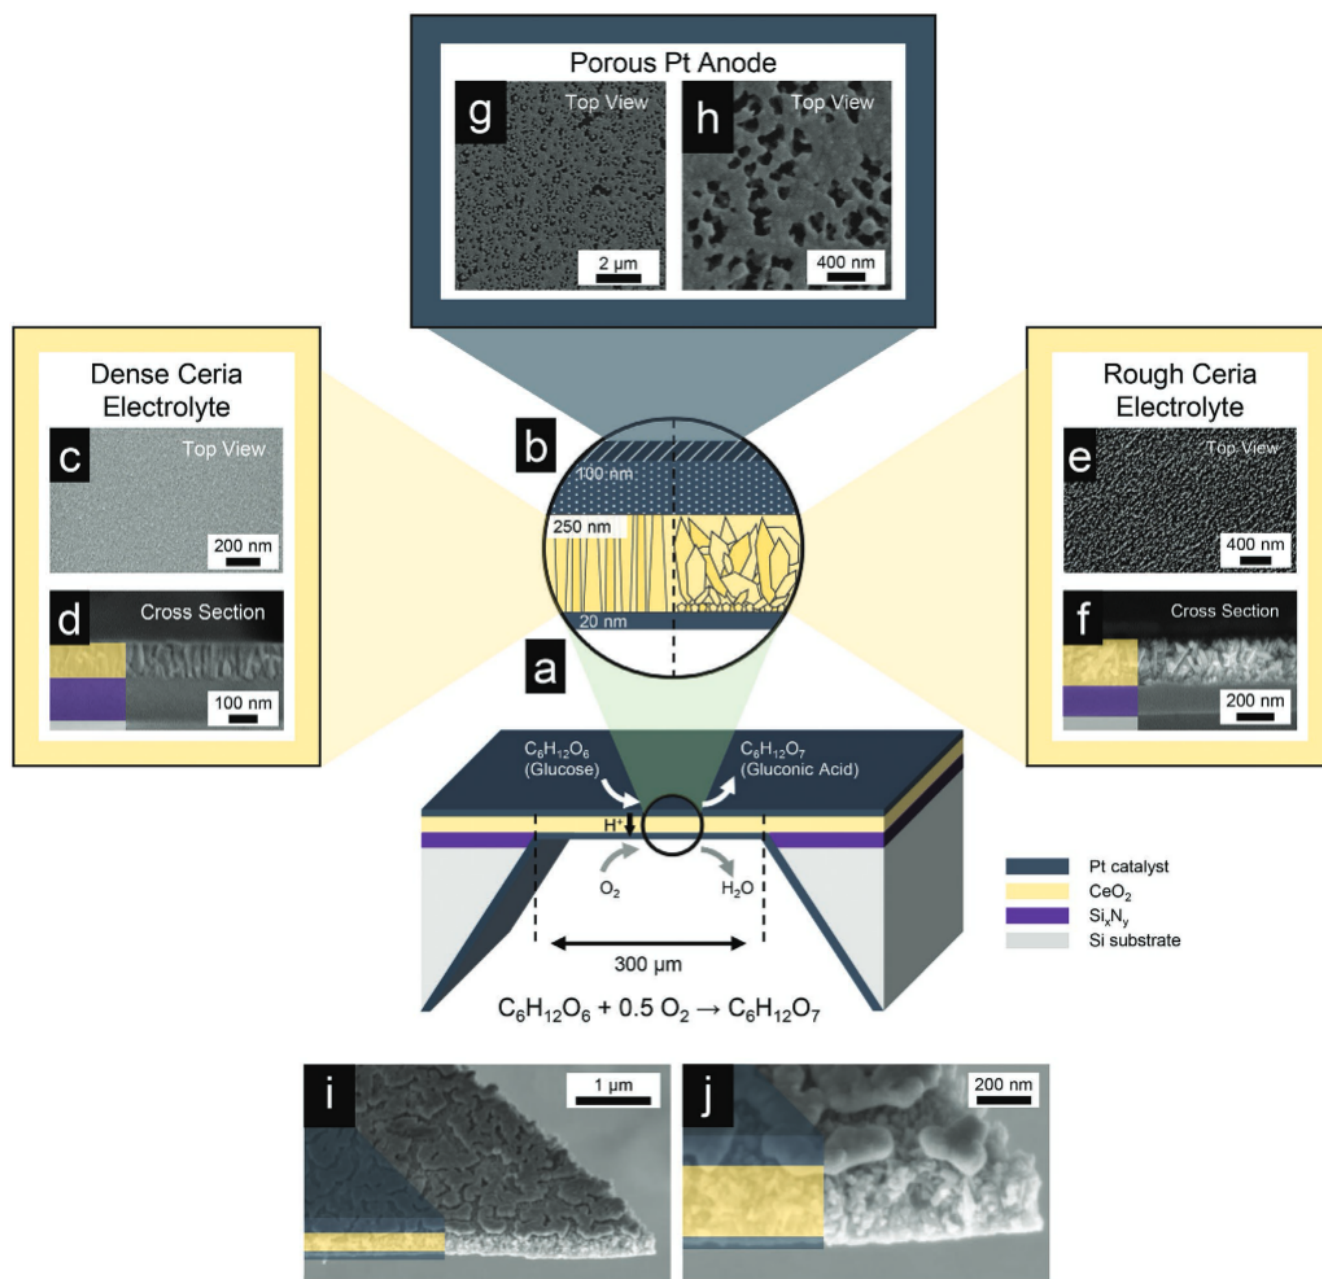 Porous Pt Anode
g
Top View
2 µm
h
Top View
400 nm
Dense Ceria
Electrolyte
c
Top View
200 nm
d
Cross Section
100 nm
Rough Ceria
Electrolyte
e
Top View
400 nm
f
Cross Section
200 nm
b
100 nm
250 nm
20 nm
a
C₆H₁₂O₆
(Glucose)
C₆H₁₂O₇
(Gluconic Acid)
H⁺
O₂
H₂O
300 µm
C₆H₁₂O₆ + 0.5 O₂ → C₆H₁₂O₇
Pt catalyst
CeO₂
SiₓNᵧ
Si substrate
i
1 µm
j
200 nm